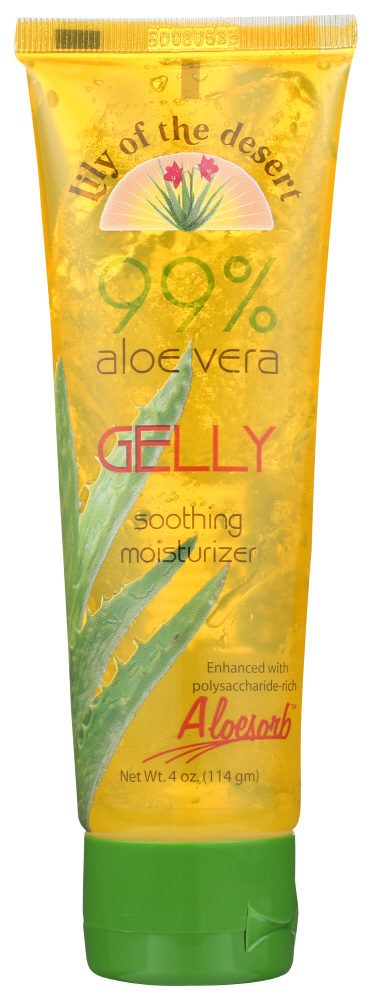 lily of the desert
99%
aloe vera
GELLY
soothing
moisturizer
Enhanced with
polysaccharide-rich
Aloesorb™
Net Wt. 4 oz. (114 gm)